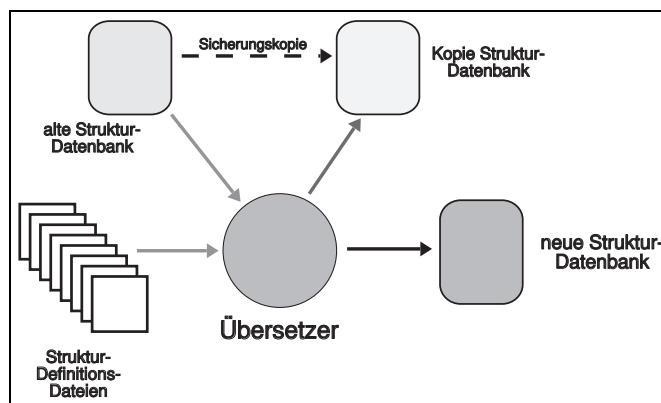 Sicherungskopie
Kopie Struktur-
Datenbank
alte Struktur-
Datenbank
neue Struktur-
Datenbank
Übersetzer
Struktur-
Definitions-
Dateien